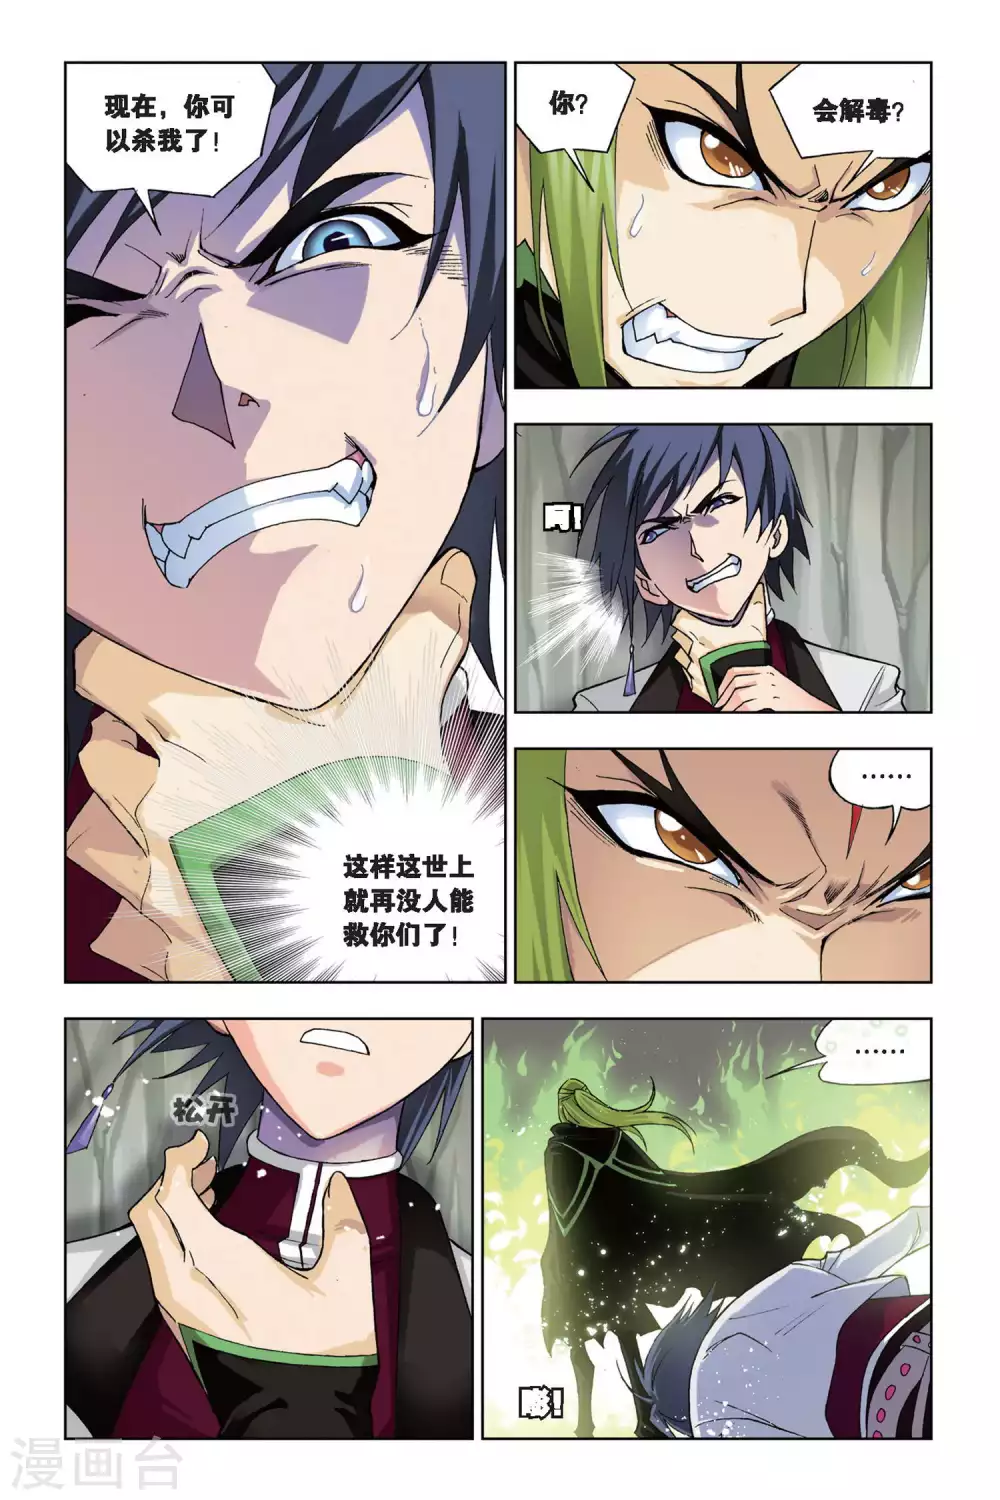 现在，你可
以杀我了！
这样这世上
就再没人能
救你们了！
你？
会解毒？
呵！
……
松开
……
嘭！
漫画台